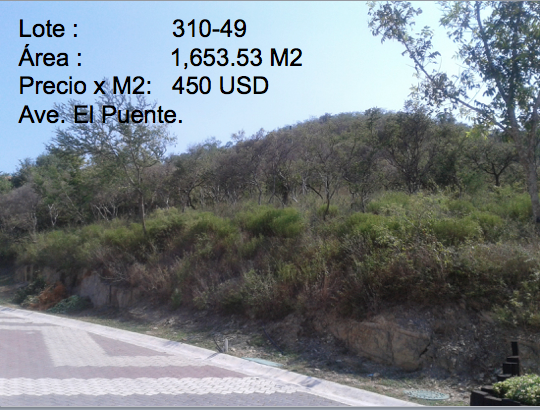 Lote : 310-49
Área : 1,653.53 M2
Precio x M2: 450 USD
Ave. El Puente.